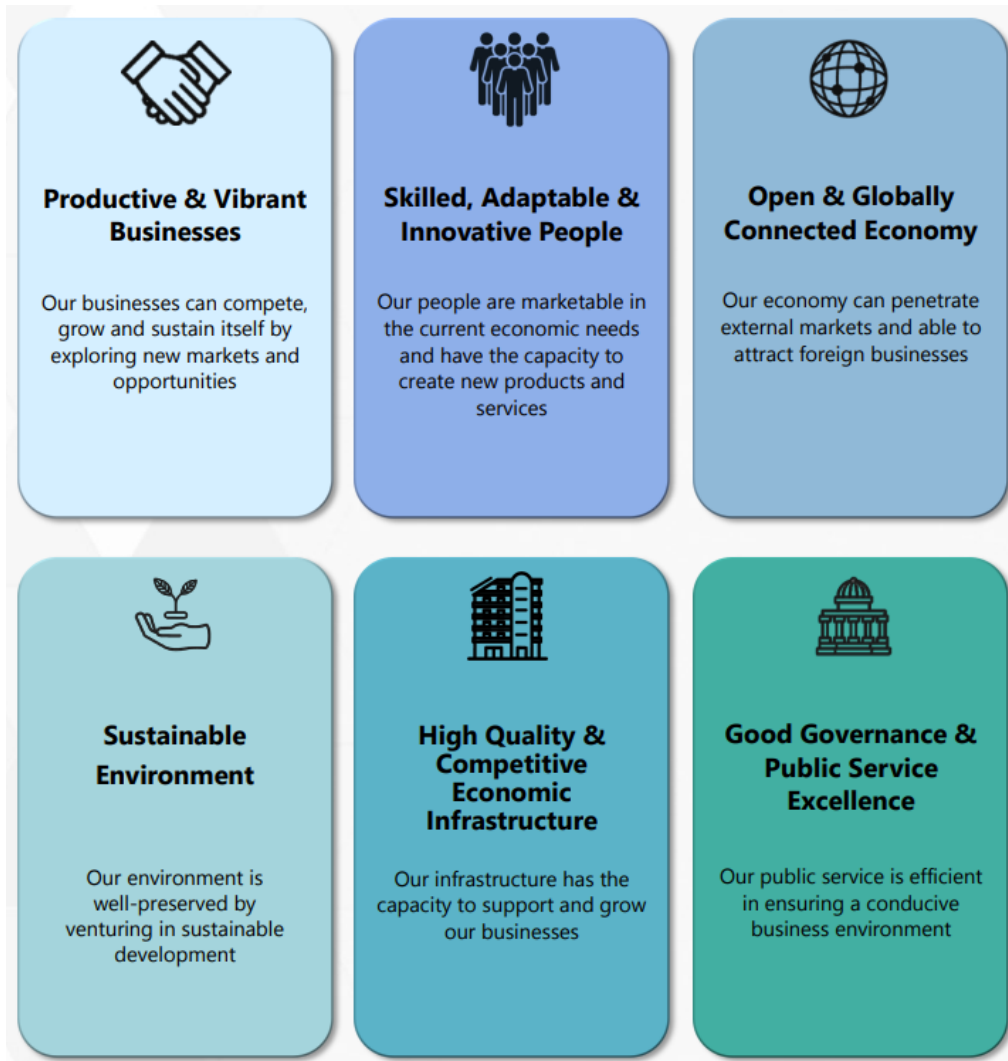 Productive & Vibrant
Businesses
Our businesses can compete,
grow and sustain itself by
exploring new markets and
opportunities
Skilled, Adaptable &
Innovative People
Our people are marketable in
the current economic needs
and have the capacity to
create new products and
services
Open & Globally
Connected Economy
Our economy can penetrate
external markets and able to
attract foreign businesses
Sustainable
Environment
Our environment is
well-preserved by
venturing in sustainable
development
High Quality &
Competitive
Economic
Infrastructure
Our infrastructure has the
capacity to support and grow
our businesses
Good Governance &
Public Service
Excellence
Our public service is efficient
in ensuring a conducive
business environment